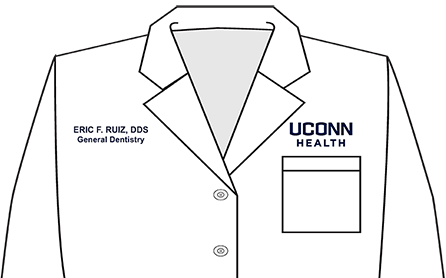 ERIC F. RUIZ, DDS
General Dentistry
UCONN
HEALTH